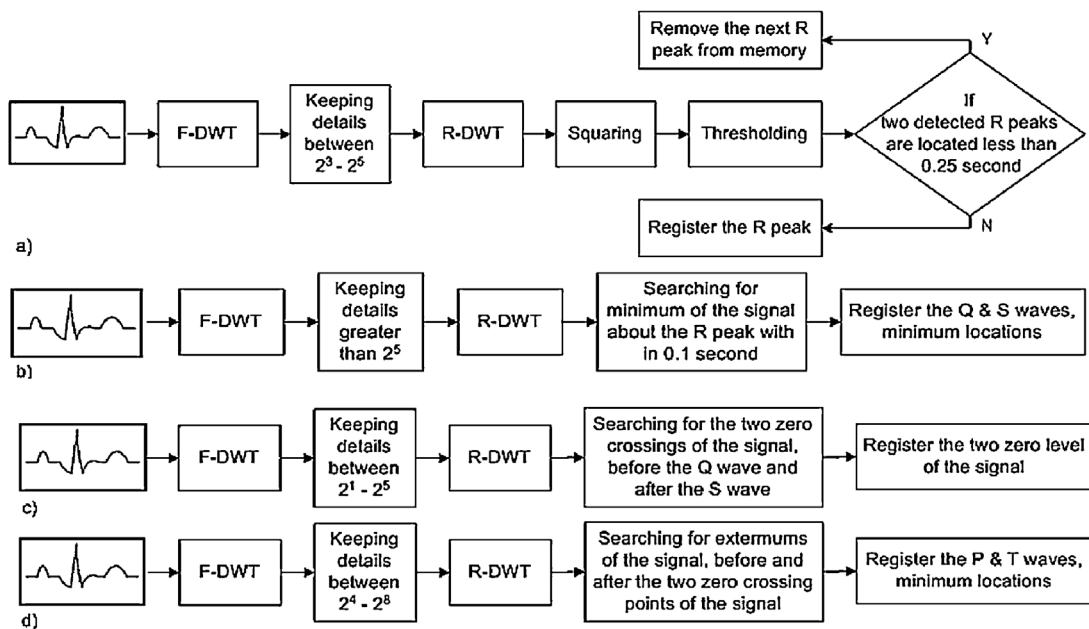 Remove the next R
peak from memory
Y
F-DWT
Keeping
details
between
2³ - 2⁵
R-DWT
Squaring
Thresholding
If
two detected R peaks
are located less than
0.25 second
Register the R peak
N
a)
F-DWT
Keeping
details
greater
than 2⁵
R-DWT
Searching for
minimum of the signal
about the R peak with
in 0.1 second
Register the Q & S waves,
minimum locations
b)
F-DWT
Keeping
details
between
2¹ - 2⁵
R-DWT
Searching for the two zero
crossings of the signal,
before the Q wave and
after the S wave
Register the two zero level
of the signal
c)
F-DWT
Keeping
details
between
2⁴ - 2⁸
R-DWT
Searching for extermums
of the signal, before and
after the two zero crossing
points of the signal
Register the P & T waves,
minimum locations
d)